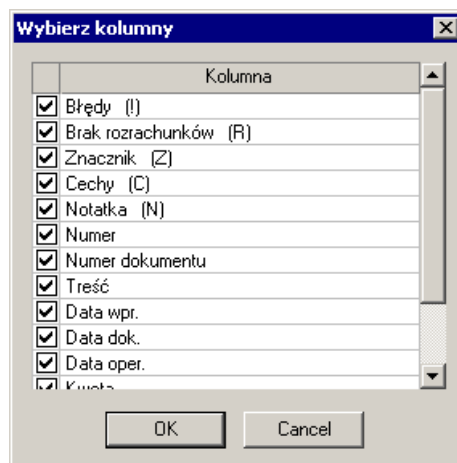 Wybierz kolumny
Kolumna
Błędy (!)
Brak rozrachunków (R)
Znacznik (Z)
Cechy (C)
Notatka (N)
Numer
Numer dokumentu
Treść
Data wpr.
Data dok.
Data oper.
Kwota
OK
Cancel